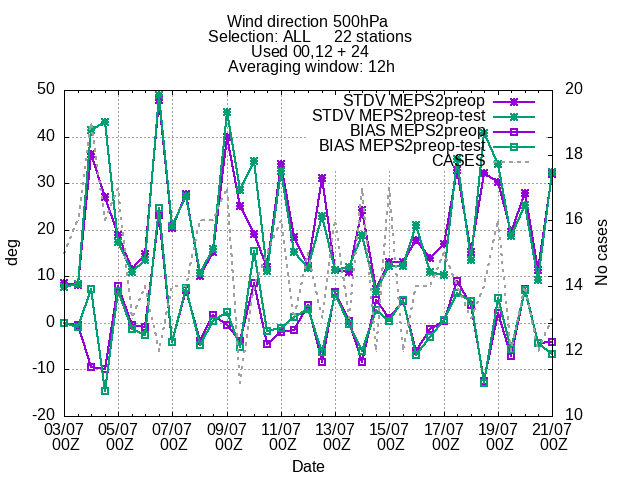 Wind direction 500hPa
Selection: ALL 22 stations
Used 00,12 + 24
Averaging window: 12h
STDV MEPS2preop
STDV MEPS2preop-test
BIAS MEPS2preop
BIAS MEPS2preop-test
CASES
50
40
30
20
10
0
-10
-20
deg
20
18
16
14
12
10
No cases
03/07 05/07 07/07 09/07 11/07 13/07 15/07 17/07 19/07 21/07
00Z 00Z 00Z 00Z 00Z 00Z 00Z 00Z 00Z 00Z
Date